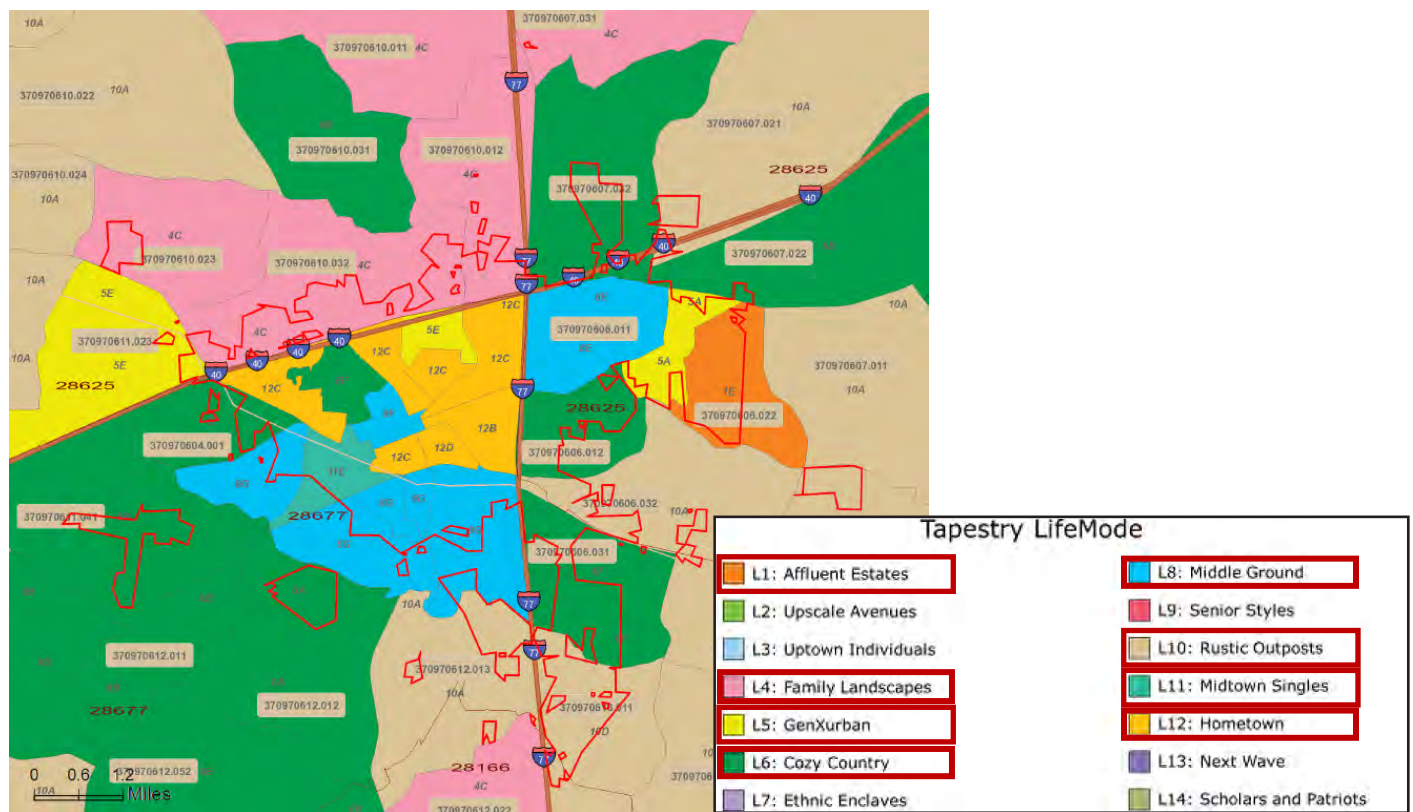 370970607.031
370970610.011
4C
10A
370970610.022
10A
370970607.021
370970610.031
370970610.012
4C
28625
370970610.024
10A
370970607.032
4C
370970610.023
370970610.032
4C
370970607.022
10A
5E
12C
5A
370970606.011
370970611.023
5E
10A
4C
5E
12C
12C
12C
5A
370970607.011
10A
28625
12C
1E
370970606.022
28625
12B
370970604.001
12D
12C
11E
370970606.012
28677
370970606.032
10A
370970611.041
370970606.031
10A
370970612.011
370970612.013
10A
28677
370970612.012
10D
28166
4C
370970612.052
370970612.022
77
77
77
77
77
77
40
40
40
40
40
40
40
0 0.6 1.2
Miles
Tapestry LifeMode
L1: Affluent Estates
L2: Upscale Avenues
L3: Uptown Individuals
L4: Family Landscapes
L5: GenXurban
L6: Cozy Country
L7: Ethnic Enclaves
L8: Middle Ground
L9: Senior Styles
L10: Rustic Outposts
L11: Midtown Singles
L12: Hometown
L13: Next Wave
L14: Scholars and Patriots